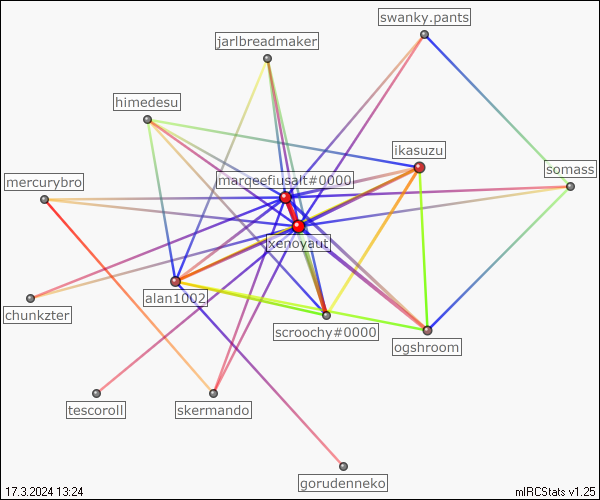 swanky.pants
jarlbreadmaker
himedesu
ikasuzu
somass
mercurybro
marqeefiusalt#0000
xenoyaut
alan1002
chunkzter
scroochy#0000
ogshroom
tescoroll
skermando
gorudenneko
17.3.2024 13:24
mIRCStats v1.25